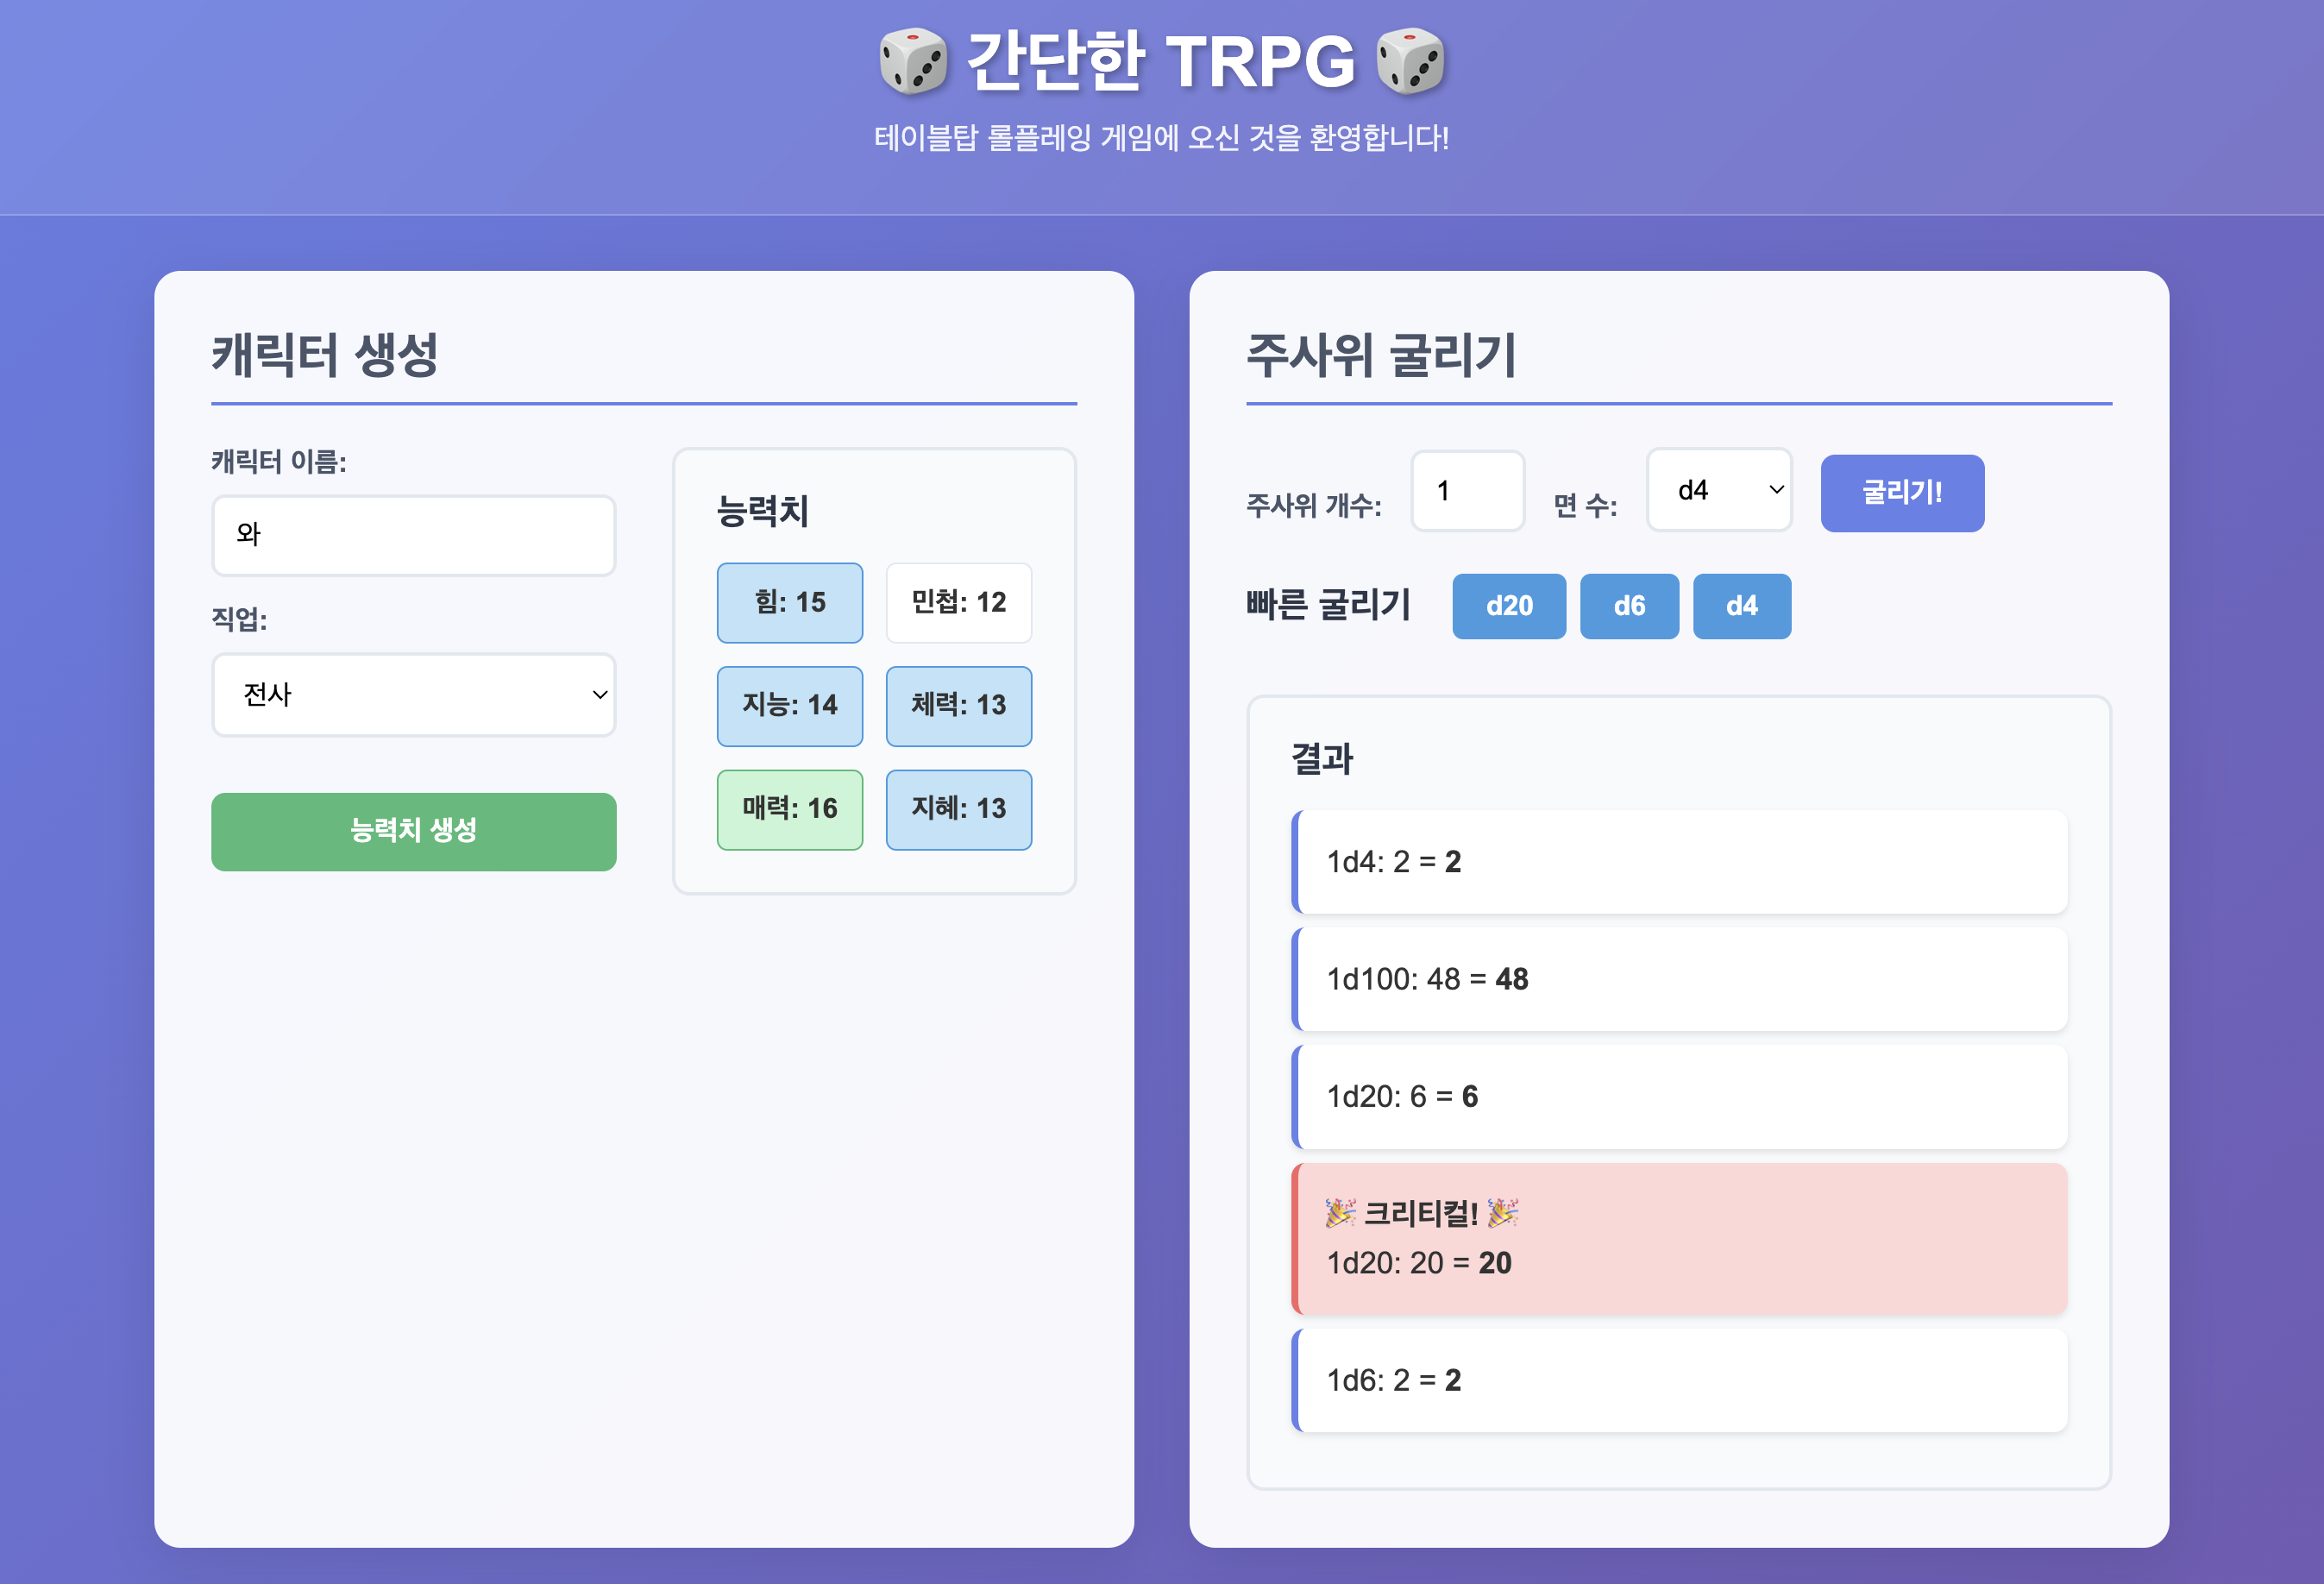 간단한 TRPG
테이블탑 롤플레잉 게임에 오신 것을 환영합니다!
캐릭터 생성
캐릭터 이름:
와
직업:
전사
능력치 생성
능력치
힘: 15
민첩: 12
지능: 14
체력: 13
매력: 16
지혜: 13
주사위 굴리기
주사위 개수:
1
면 수:
d4
굴리기!
빠른 굴리기
d20
d6
d4
결과
1d4: 2 = 2
1d100: 48 = 48
1d20: 6 = 6
🎉 크리티컬! 🎉
1d20: 20 = 20
1d6: 2 = 2